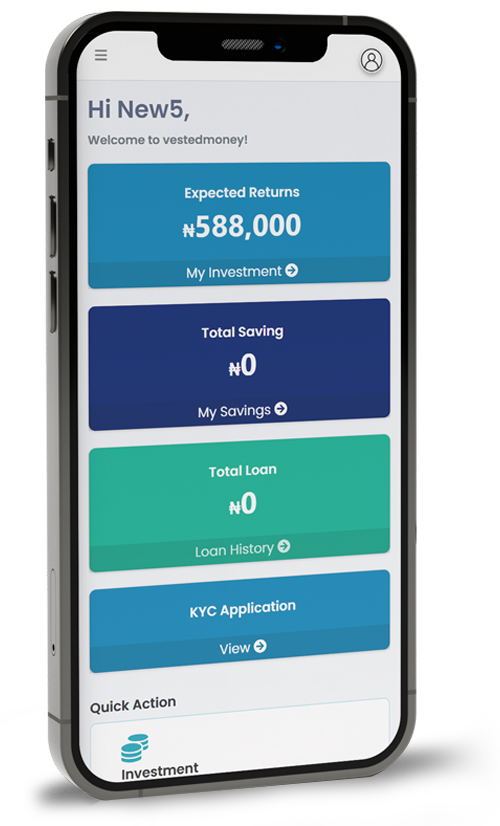 Hi New5,
Welcome to vestedmoney!
Expected Returns
₦588,000
My Investment
Total Saving
₦0
My Savings
Total Loan
₦0
Loan History
KYC Application
View
Quick Action
Investment